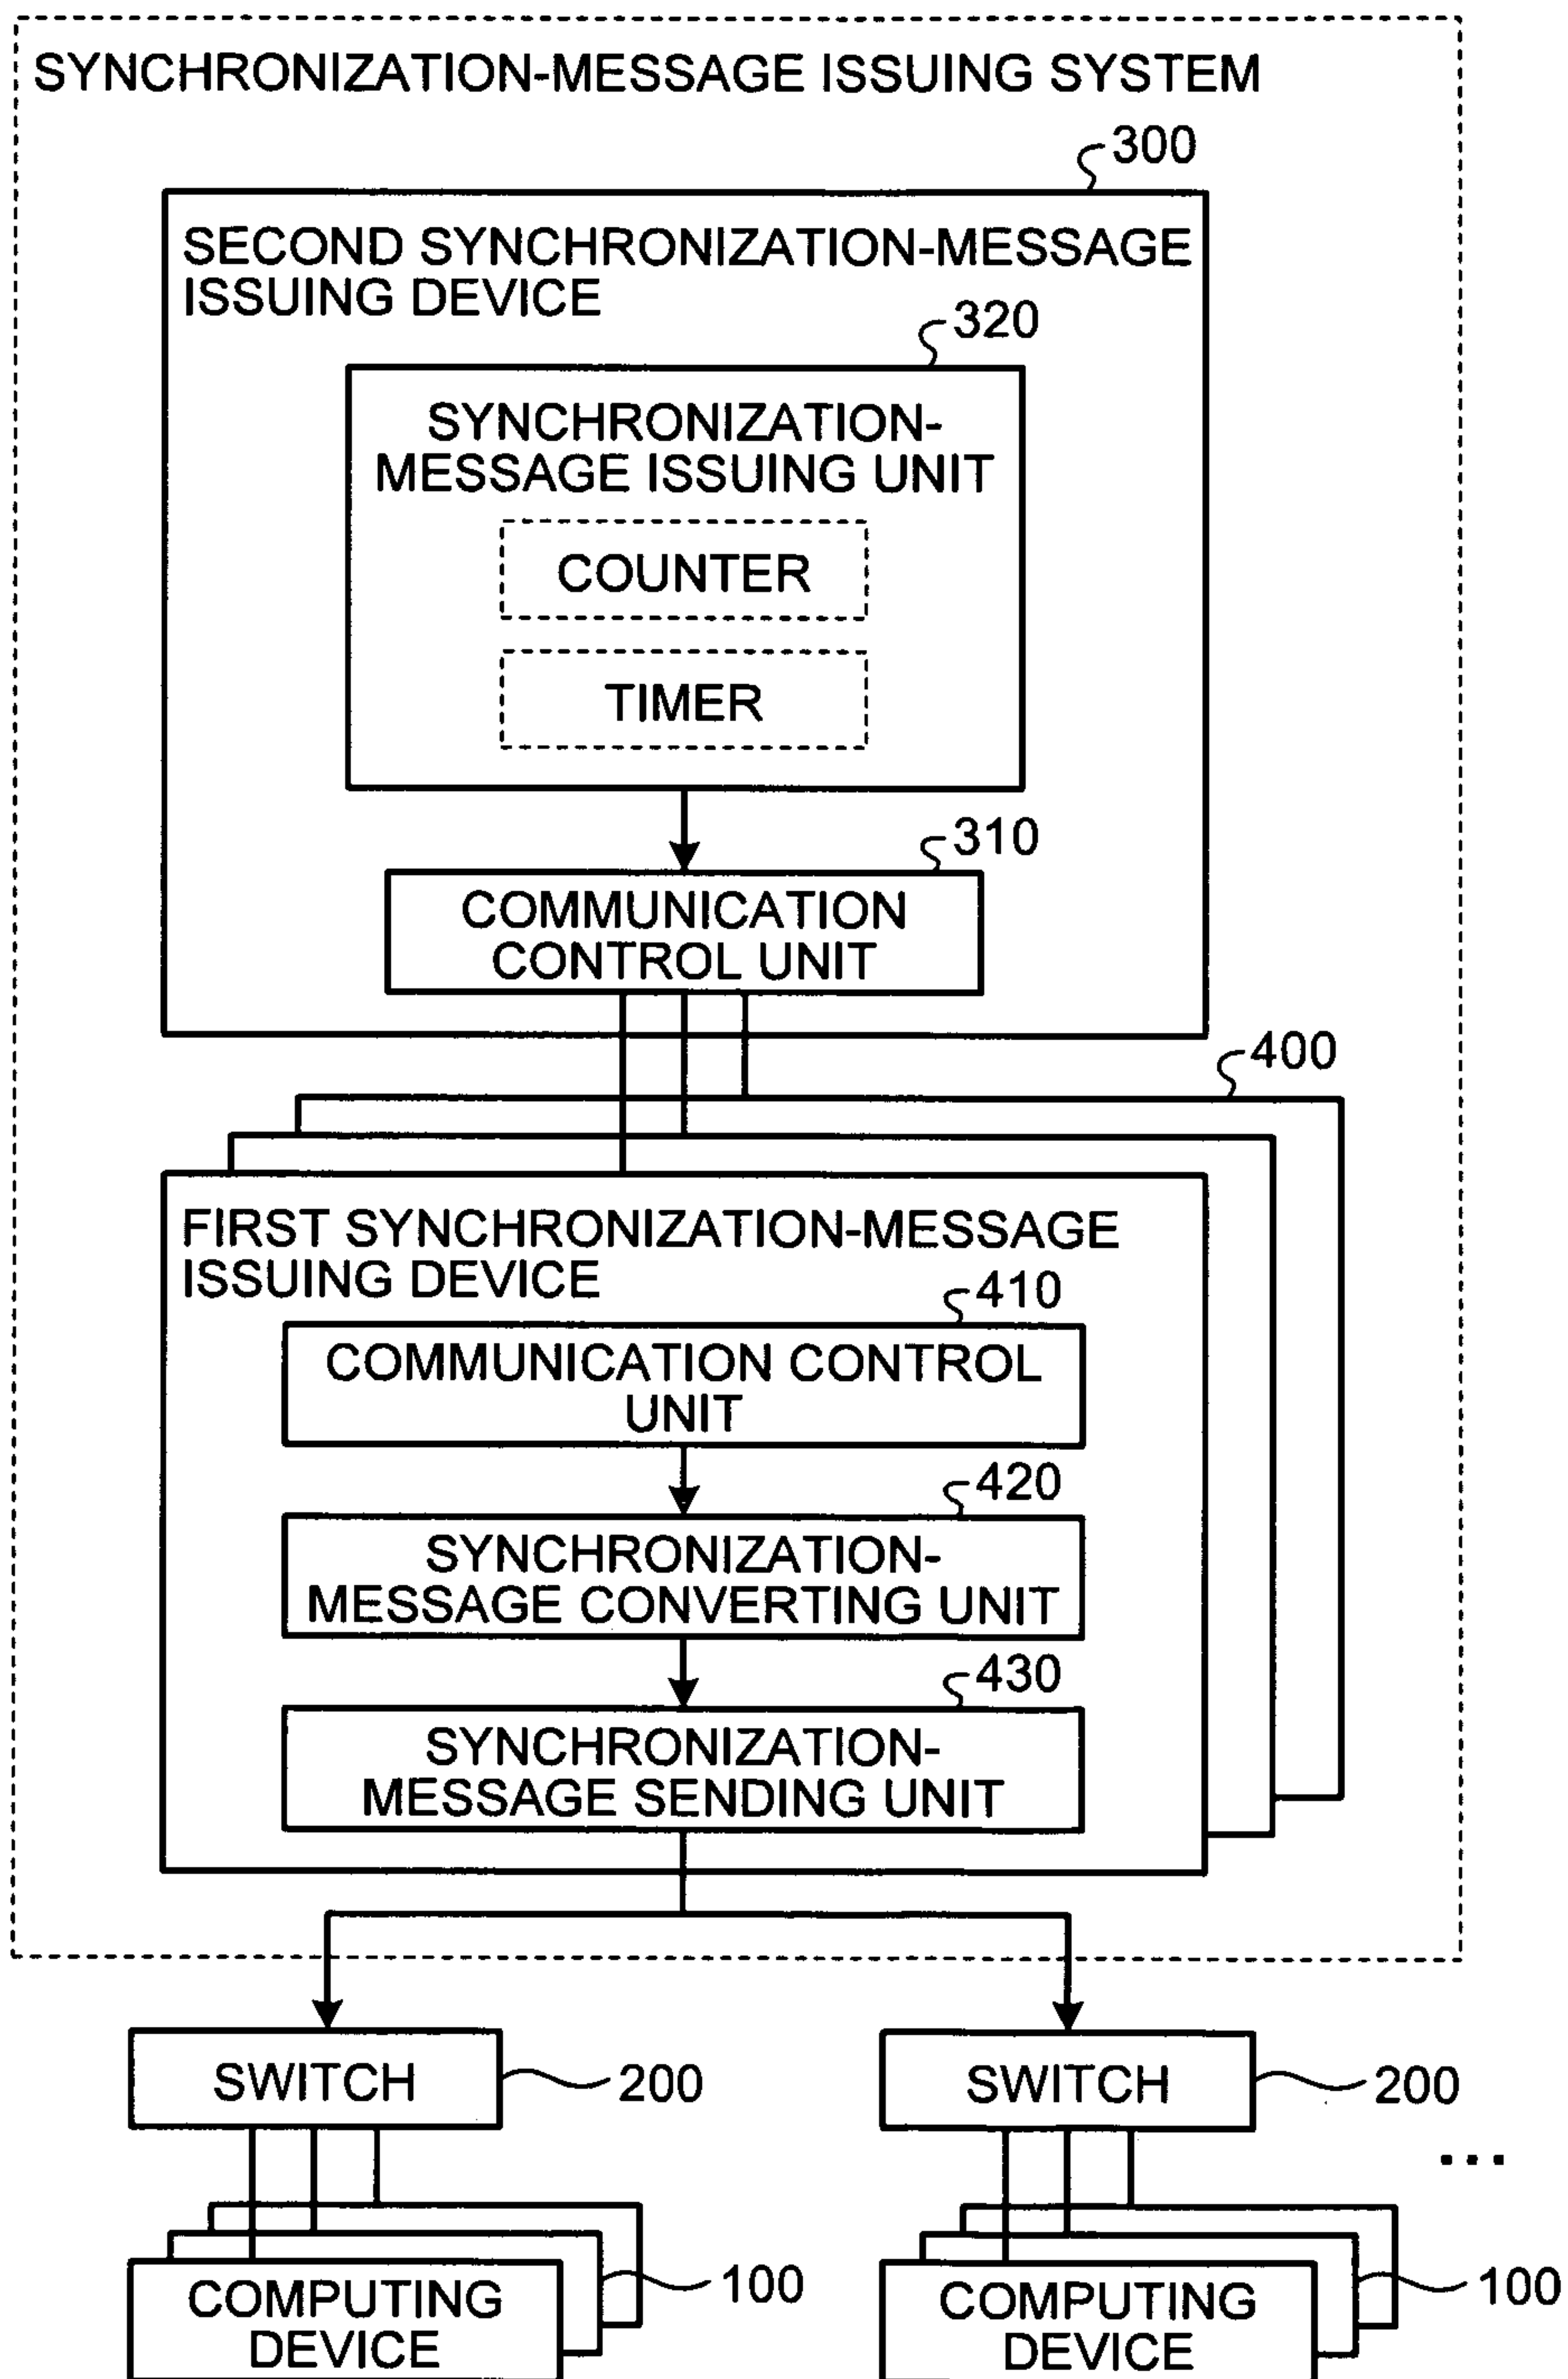 SYNCHRONIZATION-MESSAGE ISSUING SYSTEM
300
SECOND SYNCHRONIZATION-MESSAGE
ISSUING DEVICE
320
SYNCHRONIZATION-
MESSAGE ISSUING UNIT
COUNTER
TIMER
310
COMMUNICATION
CONTROL UNIT
400
FIRST SYNCHRONIZATION-MESSAGE
ISSUING DEVICE
410
COMMUNICATION CONTROL
UNIT
420
SYNCHRONIZATION-
MESSAGE CONVERTING UNIT
430
SYNCHRONIZATION-
MESSAGE SENDING UNIT
SWITCH
200
SWITCH
200
...
COMPUTING
DEVICE
100
COMPUTING
DEVICE
100